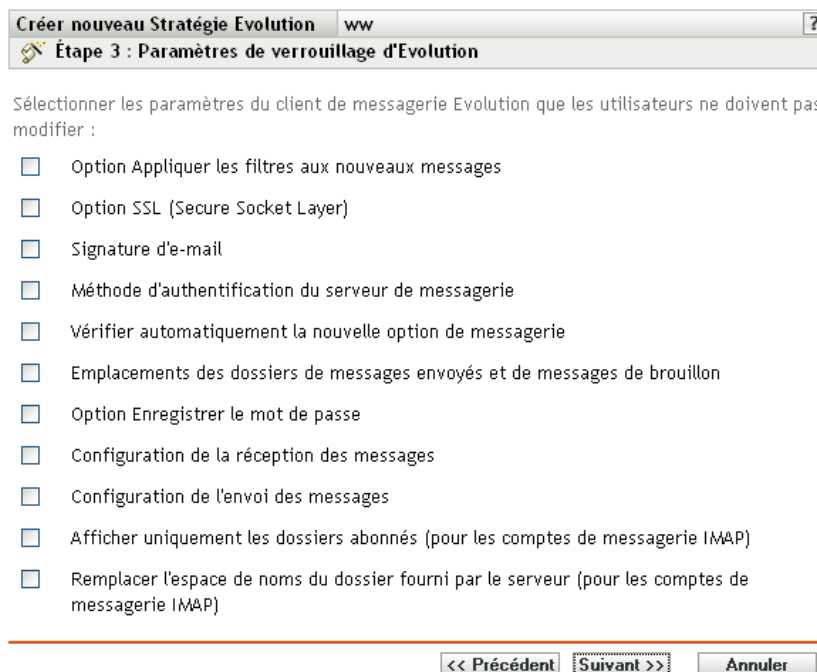 Créer nouveau Stratégie Evolution ww ?
Étape 3 : Paramètres de verrouillage d'Evolution
Sélectionner les paramètres du client de messagerie Evolution que les utilisateurs ne doivent pas
modifier :
Option Appliquer les filtres aux nouveaux messages
Option SSL (Secure Socket Layer)
Signature d'e-mail
Méthode d'authentification du serveur de messagerie
Vérifier automatiquement la nouvelle option de messagerie
Emplacements des dossiers de messages envoyés et de messages de brouillon
Option Enregistrer le mot de passe
Configuration de la réception des messages
Configuration de l'envoi des messages
Afficher uniquement les dossiers abonnés (pour les comptes de messagerie IMAP)
Remplacer l'espace de noms du dossier fourni par le serveur (pour les comptes de
messagerie IMAP)
<< Précédent Suivant >> Annuler